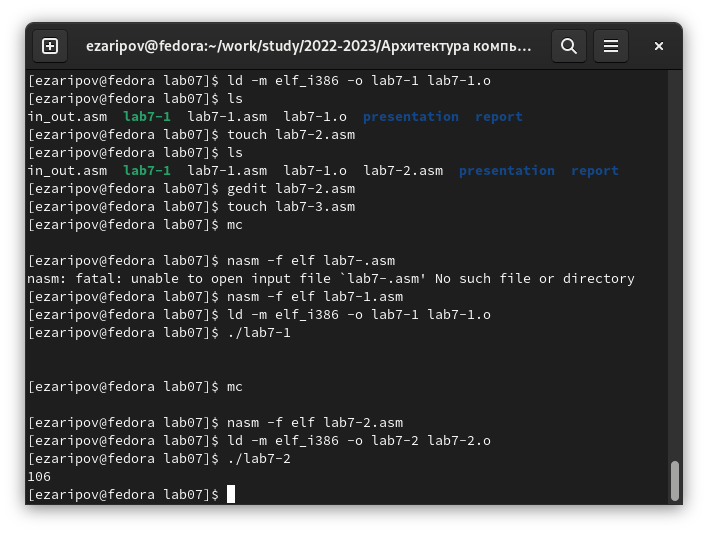 ezaripov@fedora:~/work/study/2022-2023/Архитектура компь...
[ezaripov@fedora lab07]$ ld -m elf_i386 -o lab7-1 lab7-1.o
[ezaripov@fedora lab07]$ ls
in_out.asm  lab7-1  lab7-1.asm  lab7-1.o  presentation  report
[ezaripov@fedora lab07]$ touch lab7-2.asm
[ezaripov@fedora lab07]$ ls
in_out.asm  lab7-1  lab7-1.asm  lab7-1.o  lab7-2.asm  presentation  report
[ezaripov@fedora lab07]$ gedit lab7-2.asm
[ezaripov@fedora lab07]$ touch lab7-3.asm
[ezaripov@fedora lab07]$ mc
[ezaripov@fedora lab07]$ nasm -f elf lab7-.asm
nasm: fatal: unable to open input file `lab7-.asm' No such file or directory
[ezaripov@fedora lab07]$ nasm -f elf lab7-1.asm
[ezaripov@fedora lab07]$ ld -m elf_i386 -o lab7-1 lab7-1.o
[ezaripov@fedora lab07]$ ./lab7-1
[ezaripov@fedora lab07]$ mc
[ezaripov@fedora lab07]$ nasm -f elf lab7-2.asm
[ezaripov@fedora lab07]$ ld -m elf_i386 -o lab7-2 lab7-2.o
[ezaripov@fedora lab07]$ ./lab7-2
106
[ezaripov@fedora lab07]$